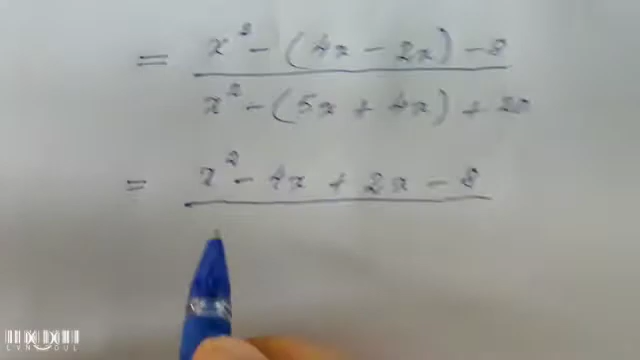 = x² - (4x - 2x) - 8
x² - (5x + 4x) + 20
= x² - 4x + 2x - 8